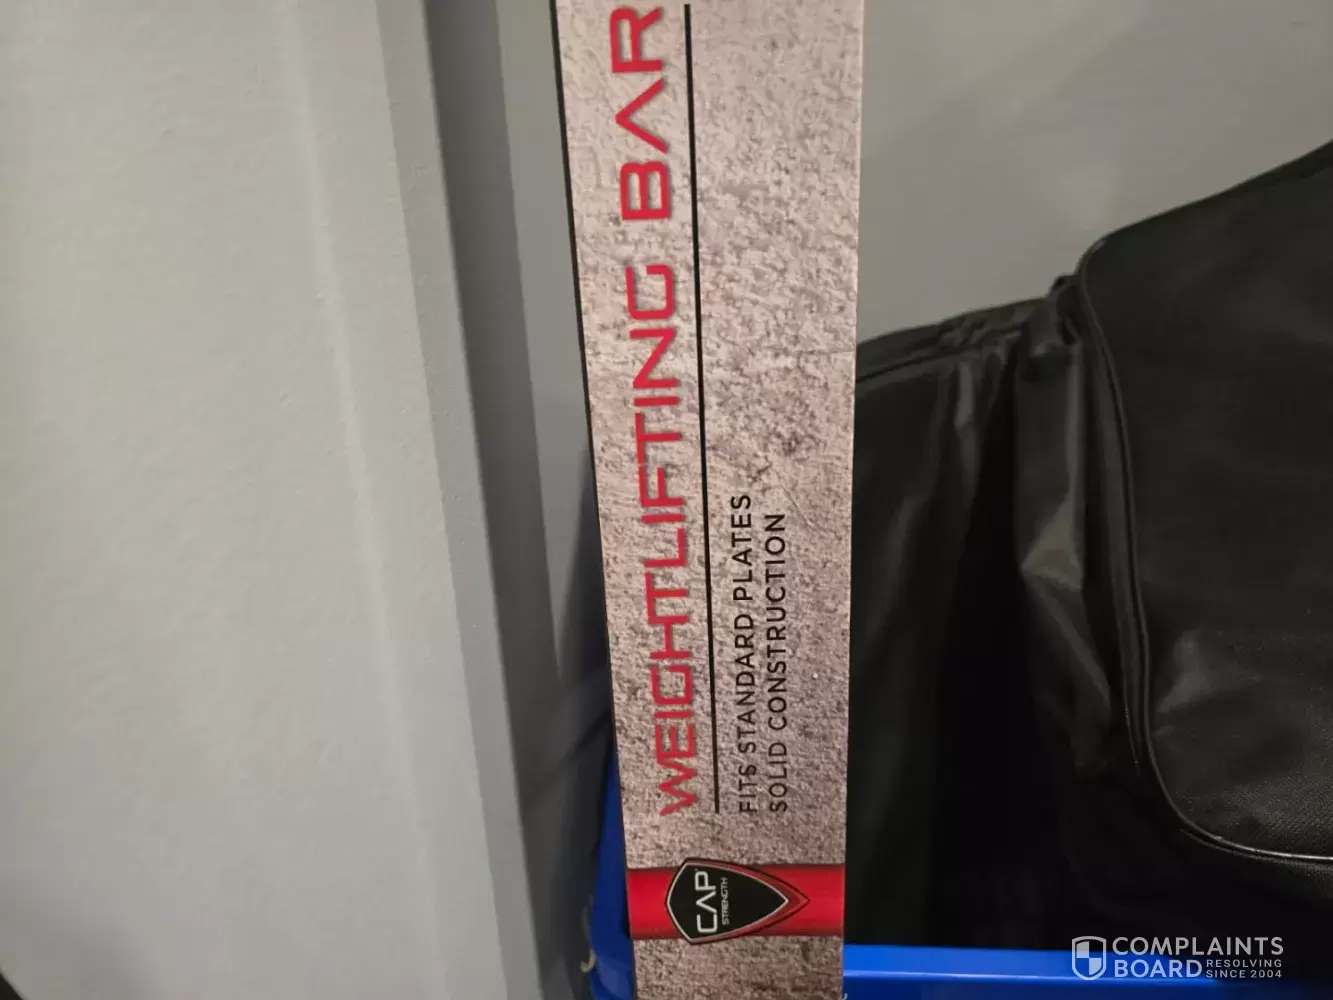 WEIGHTLIFTING BAR
FITS STANDARD PLATES
SOLID CONSTRUCTION
CAP
STRENGTH
COMPLAINTS
BOARD RESOLVING
SINCE 2004